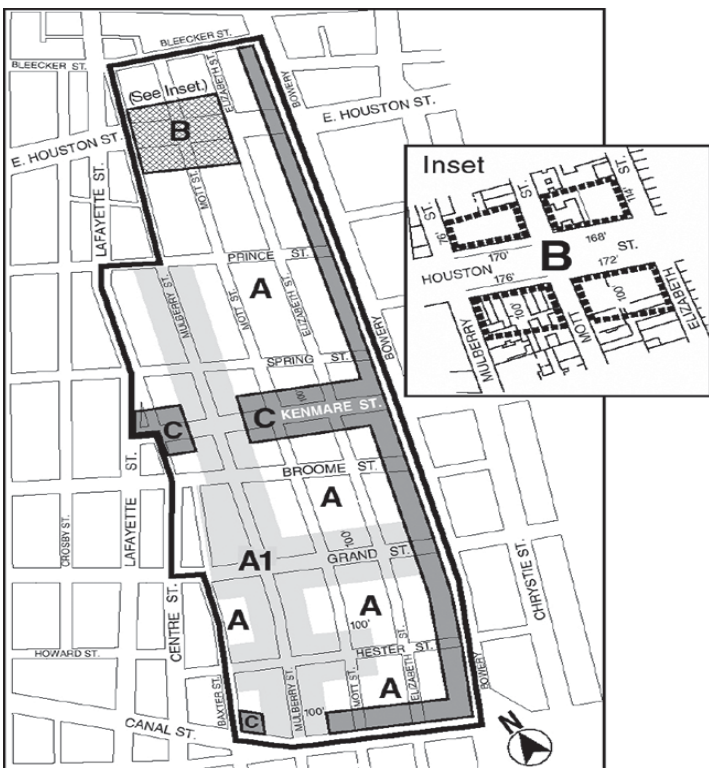 BLEECKER ST.
BLEECKER ST.
ELIZABETH ST.
BOWERY
(See Inset.)
E. HOUSTON ST.
E. HOUSTON ST.
B
LAFAYETTE ST.
MOTT ST.
PRINCE ST.
A
MULBERRY ST.
MOTT ST.
ELIZABETH ST.
BOWERY
SPRING ST.
100'
C
C
KENMARE ST.
BROOME ST.
A
CROSBY ST.
LAFAYETTE ST.
100'
A1
GRAND ST.
CHRYSTIE ST.
CENTRE ST.
A
A
100'
HOWARD ST.
HESTER ST.
BAXTER ST.
MULBERRY ST.
MOTT ST.
ELIZABETH ST.
BOWERY
A
100'
C
CANAL ST.
N
Inset
ST.
ST.
ST.
76'
114'
170'
168'
B
HOUSTON ST.
176'
172'
100'
100'
MULBERRY
MOTT
ELIZABETH